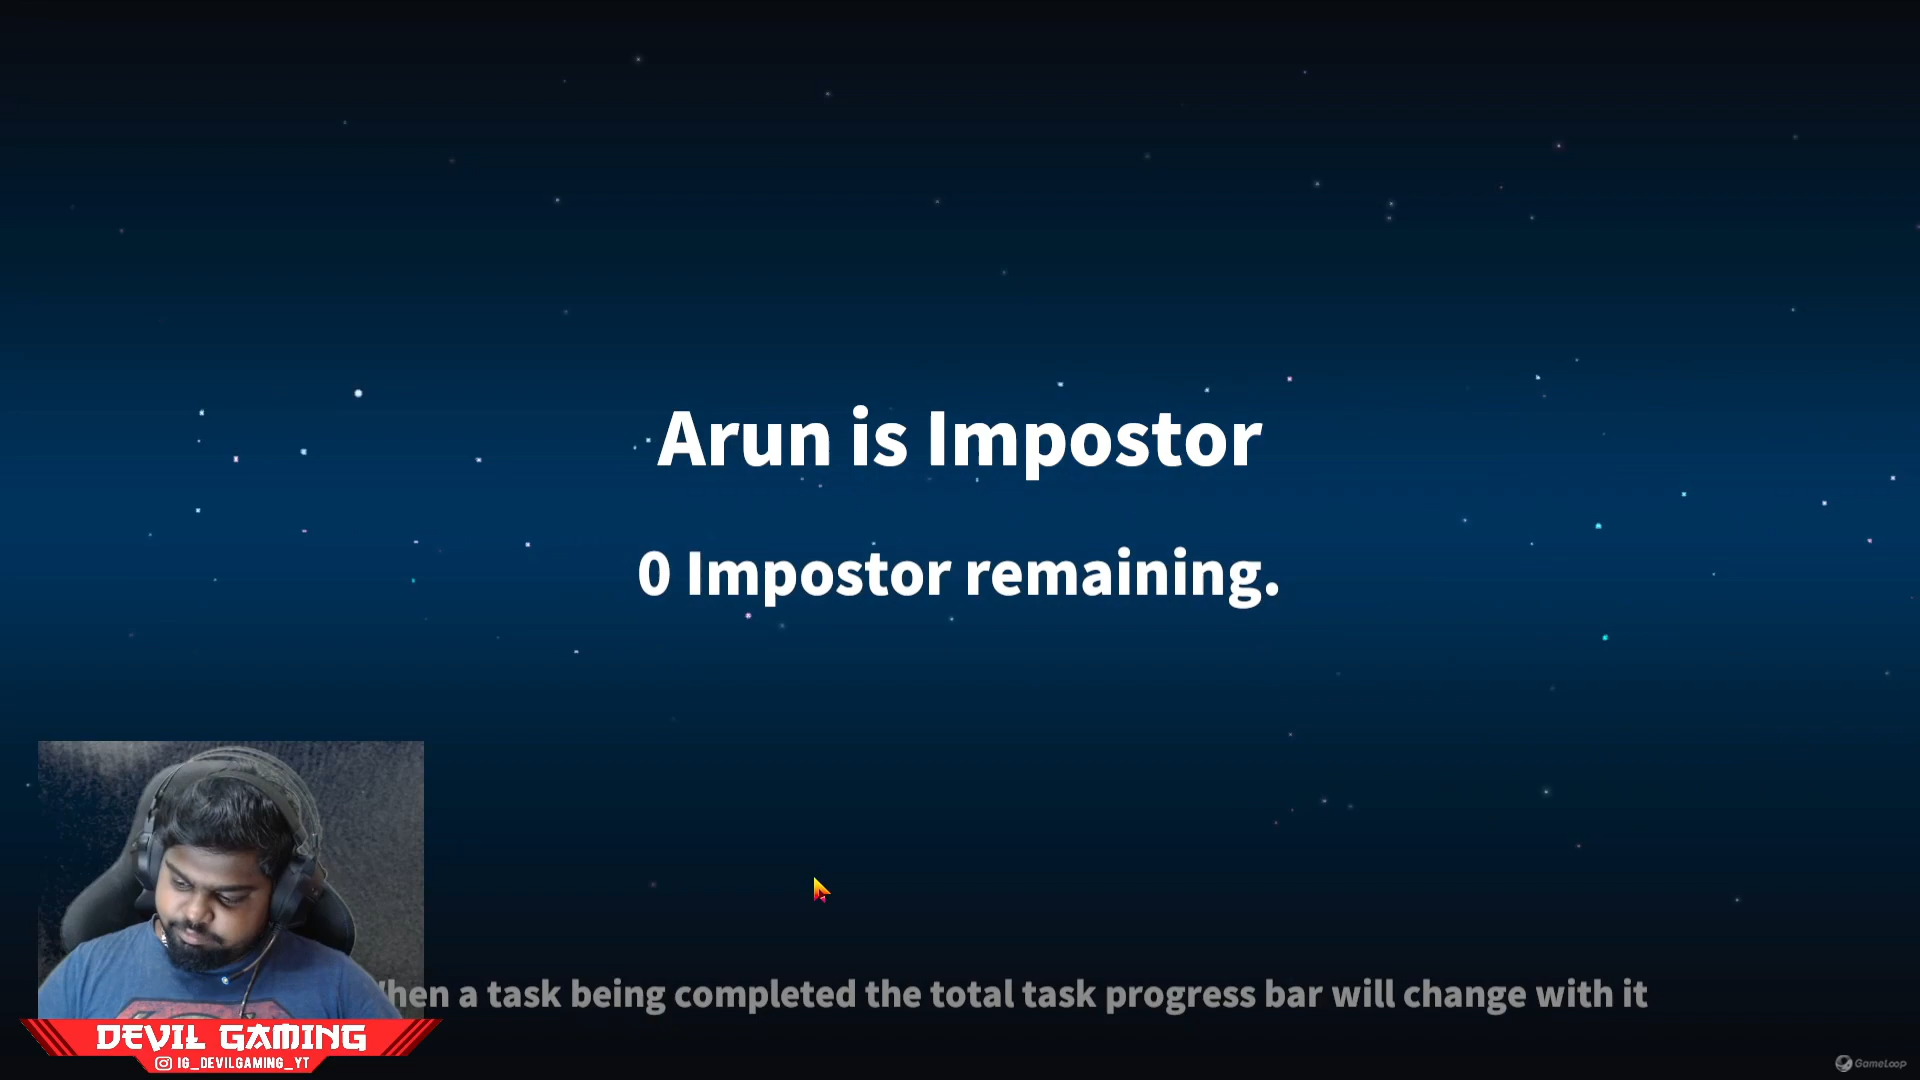 Arun is Impostor
0 Impostor remaining.
hen a task being completed the total task progress bar will change with it
DEVIL GAMING
IG_DEVILGAMING_YT
GameLoop